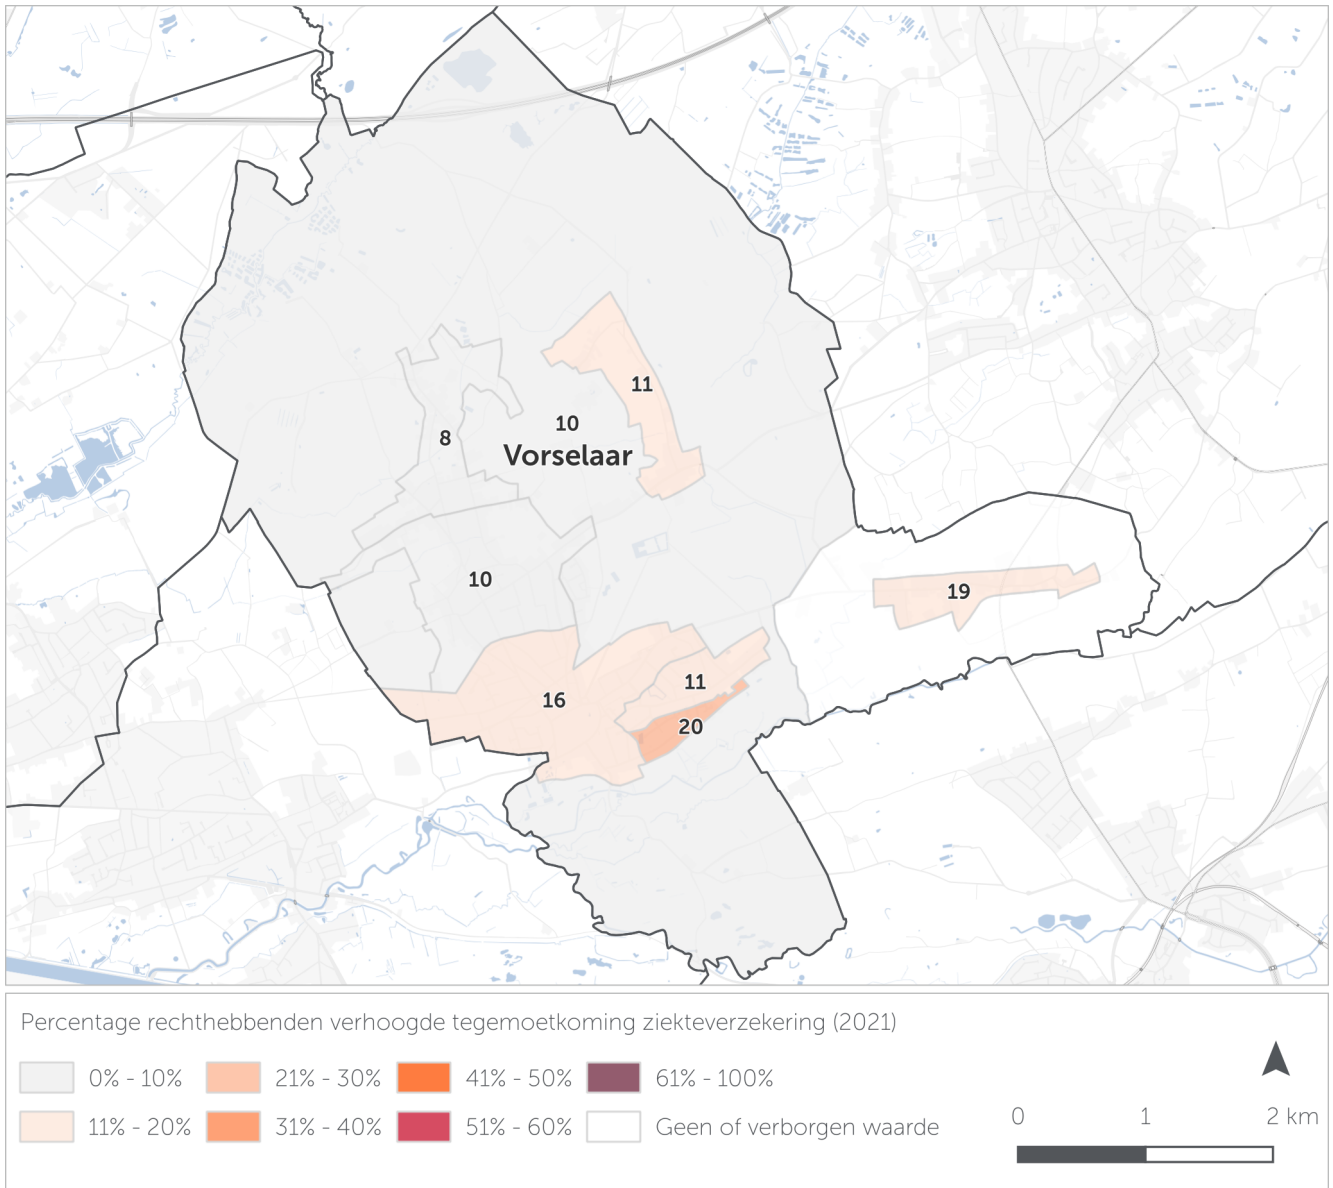 11
10
8
Vorselaar
10
19
11
16
20
Percentage rechthebbenden verhoogde tegemoetkoming ziekteverzekering (2021)
0% - 10%
21% - 30%
41% - 50%
61% - 100%
11% - 20%
31% - 40%
51% - 60%
Geen of verborgen waarde
0 1 2 km